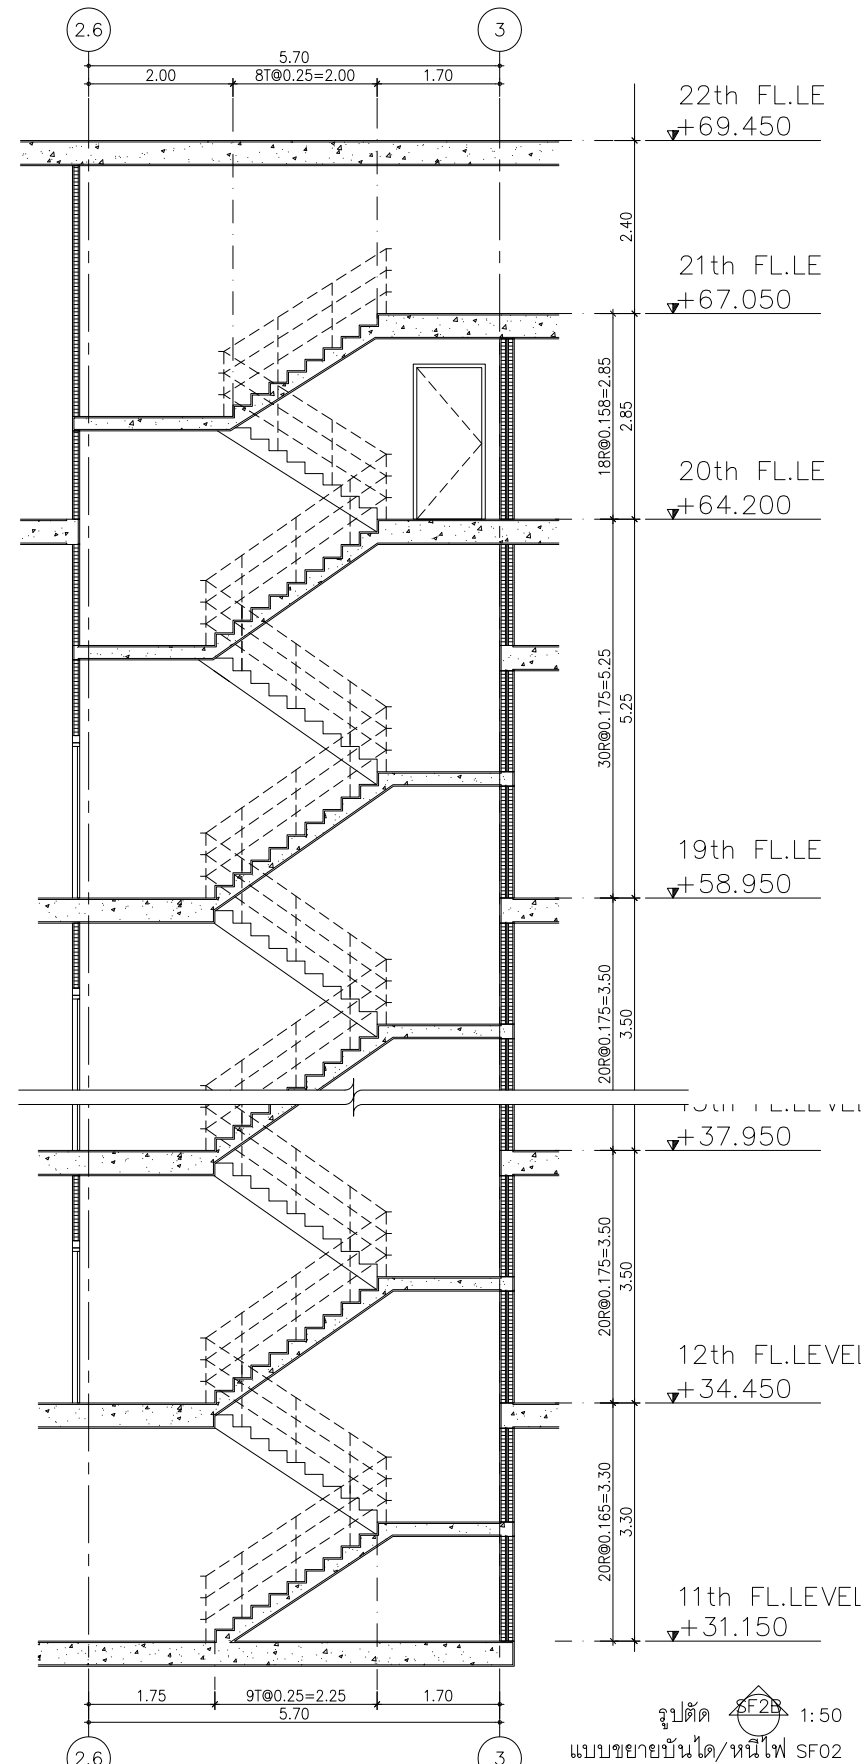 2.6 3
5.70
2.00 8T@0.25=2.00 1.70
22th FL.LE
+69.450
2.40
21th FL.LE
+67.050
18R@0.158=2.85
2.85
20th FL.LE
+64.200
30R@0.175=5.25
5.25
19th FL.LE
+58.950
20R@0.175=3.50
3.50
+37.950
20R@0.175=3.50
3.50
12th FL.LEVEL
+34.450
20R@0.165=3.30
3.30
11th FL.LEVEL
+31.150
1.75 9T@0.25=2.25 1.70
5.70
2.6 3
รูปตัด SF2B 1:50
แบบขยายบันได/หนีไฟ SF02